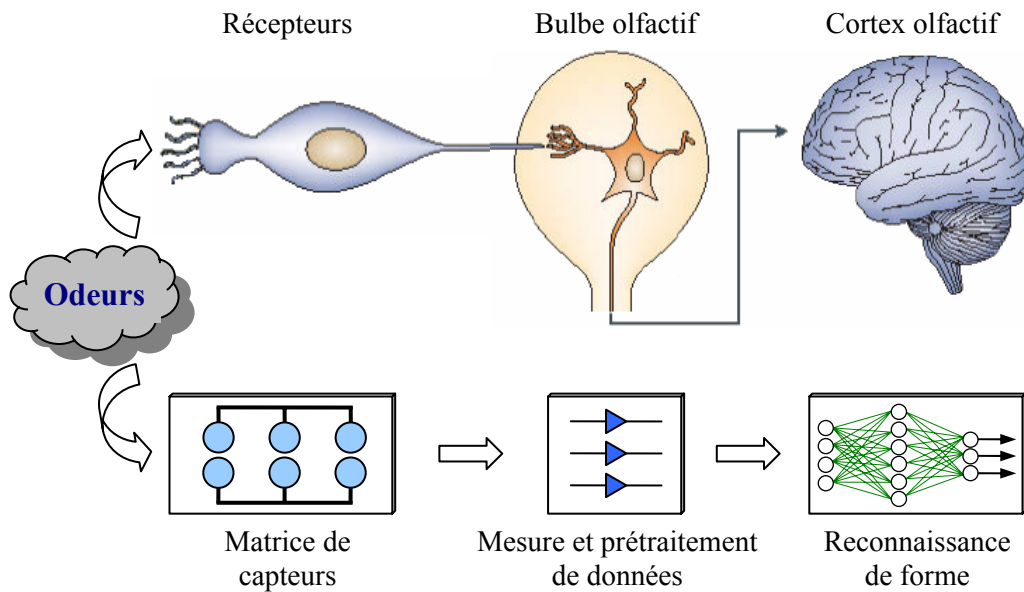 Récepteurs
Bulbe olfactif
Cortex olfactif
Odeurs
Matrice de
capteurs
Mesure et prétraitement
de données
Reconnaissance
de forme